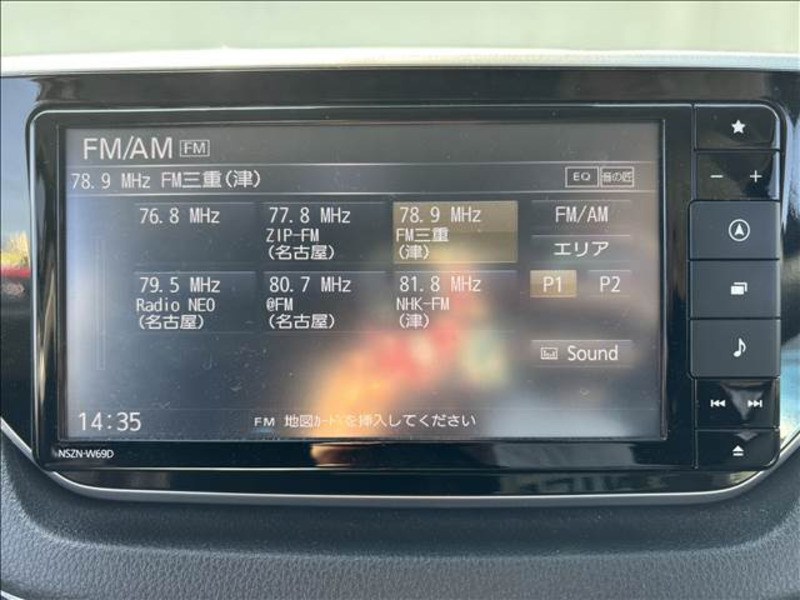 FM/AM FM
78.9 MHz FM三重(津)
EQ 音の匠
76.8 MHz
77.8 MHz
ZIP-FM
(名古屋)
78.9 MHz
FM三重
(津)
FM/AM
エリア
79.5 MHz
Radio NEO
(名古屋)
80.7 MHz
@FM
(名古屋)
81.8 MHz
NHK-FM
(津)
P1 P2
Sound
14:35
FM 地図カードを挿入してください
NSZN-W69D